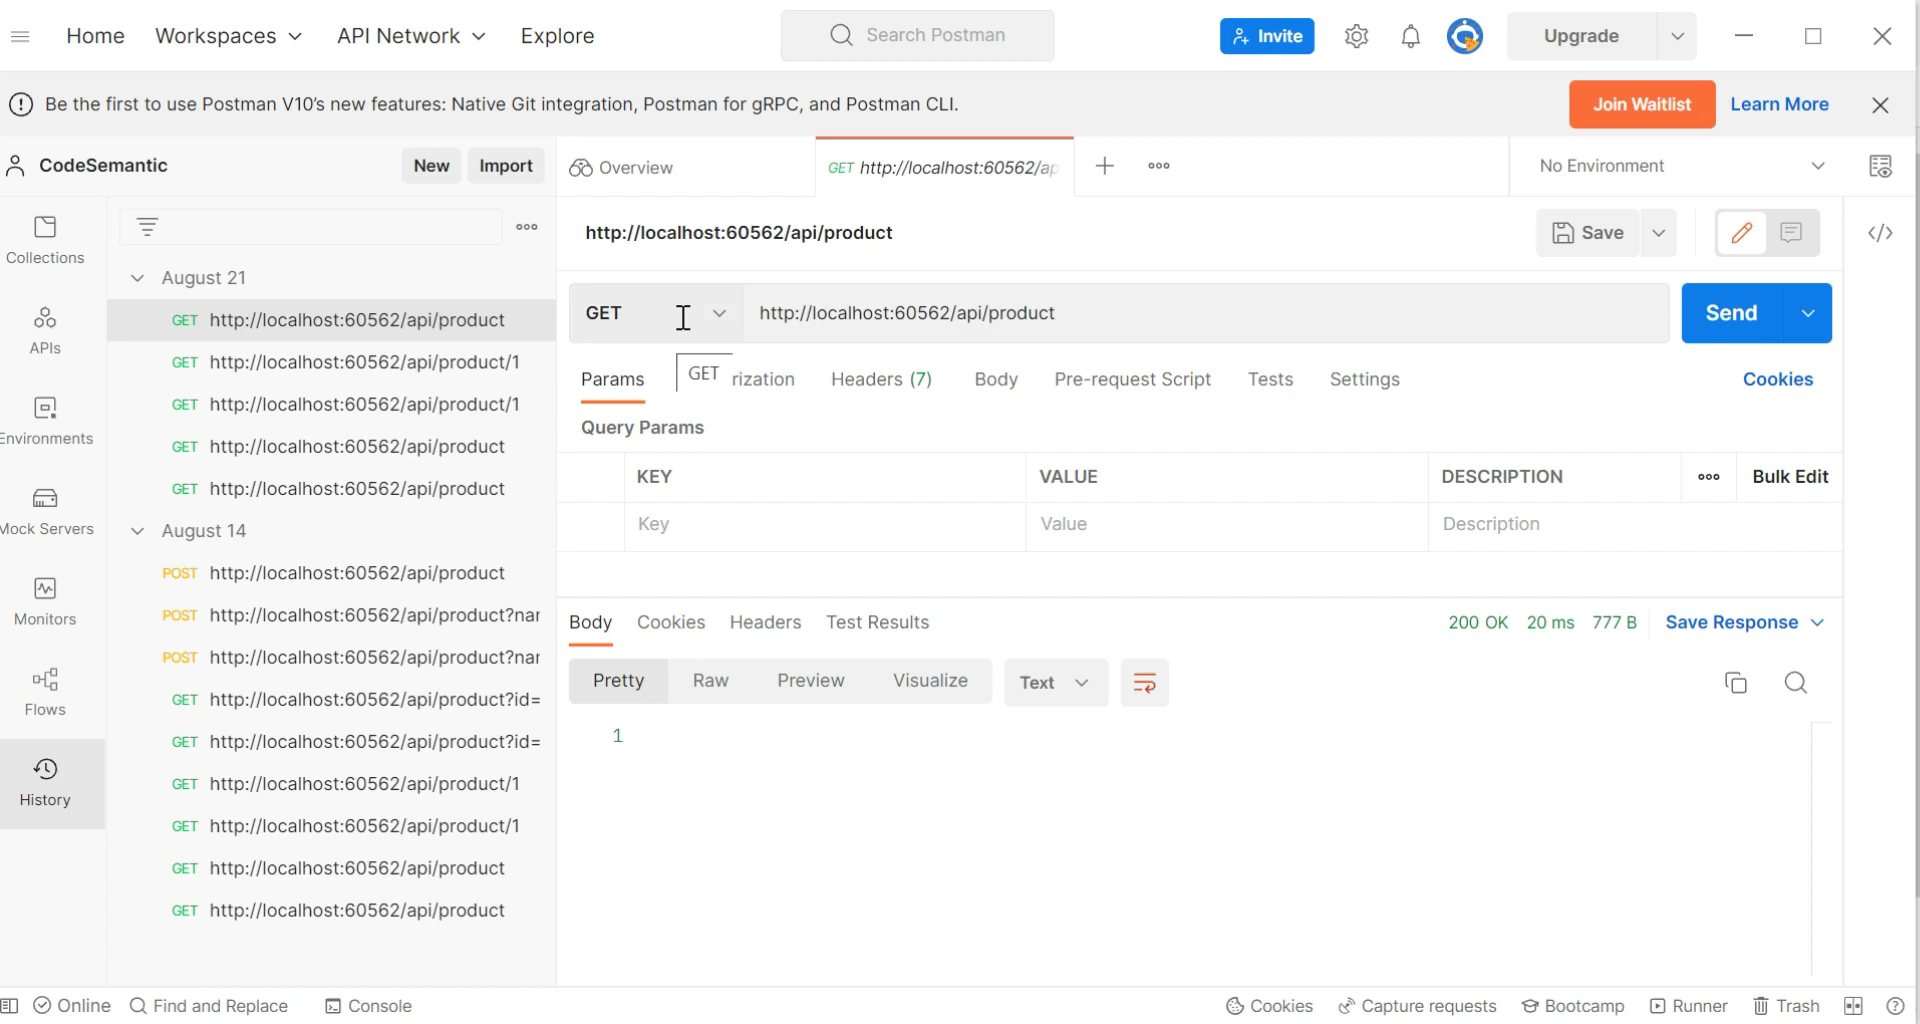 Home Workspaces API Network Explore Search Postman Invite Upgrade
Be the first to use Postman V10's new features: Native Git integration, Postman for gRPC, and Postman CLI. Join Waitlist Learn More
CodeSemantic New Import Overview GET http://localhost:60562/ap No Environment
http://localhost:60562/api/product Save
Collections
August 21
GET http://localhost:60562/api/product
GET http://localhost:60562/api/product Send
APIs
GET http://localhost:60562/api/product/1
GET
Params rization Headers (7) Body Pre-request Script Tests Settings Cookies
GET http://localhost:60562/api/product/1
Environments
Query Params
GET http://localhost:60562/api/product
KEY VALUE DESCRIPTION Bulk Edit
GET http://localhost:60562/api/product
Key Value Description
Mock Servers
August 14
POST http://localhost:60562/api/product
POST http://localhost:60562/api/product?nar
Monitors
Body Cookies Headers Test Results 200 OK 20 ms 777 B Save Response
POST http://localhost:60562/api/product?nar
Pretty Raw Preview Visualize Text
GET http://localhost:60562/api/product?id=
Flows
1
GET http://localhost:60562/api/product?id=
GET http://localhost:60562/api/product/1
History
GET http://localhost:60562/api/product/1
GET http://localhost:60562/api/product
GET http://localhost:60562/api/product
Online Find and Replace Console Cookies Capture requests Bootcamp Runner Trash